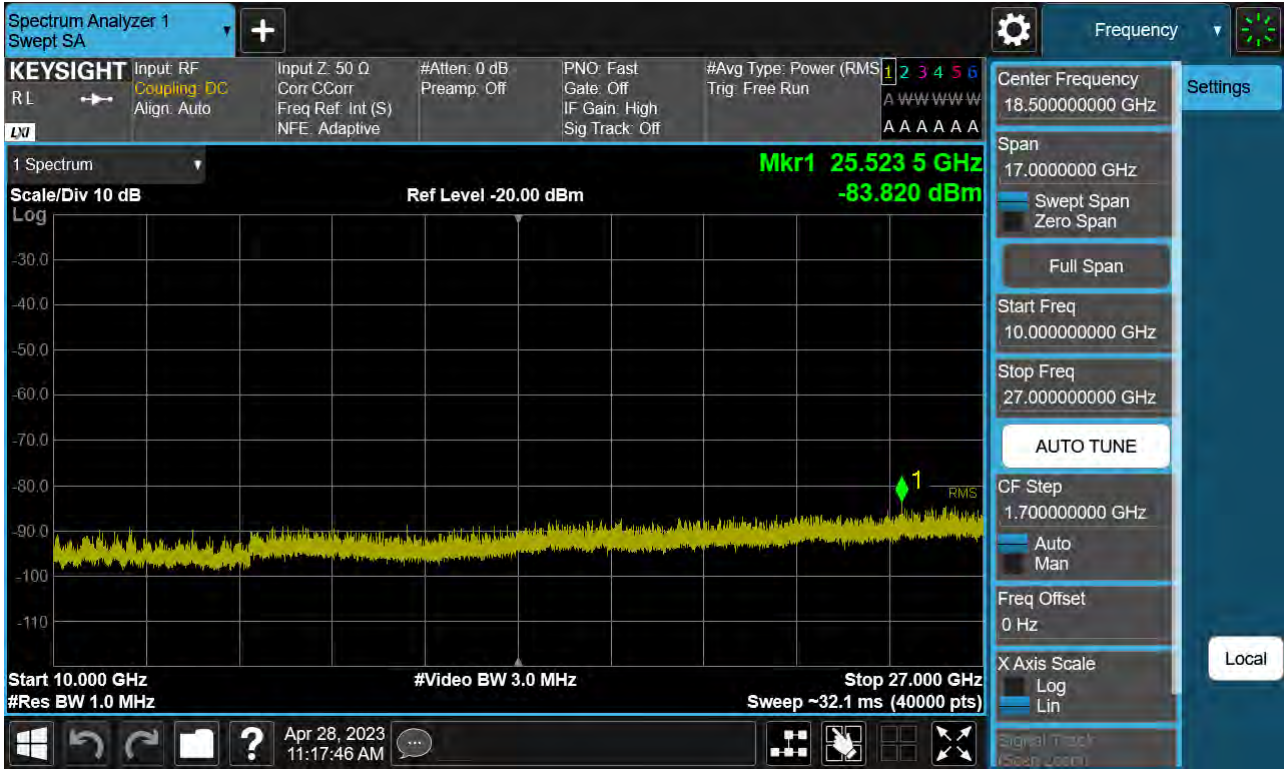 Spectrum Analyzer 1
Swept SA
+
Frequency
KEYSIGHT
RL
LXI
Input: RF
Coupling: DC
Align: Auto
Input Z: 50 Ω
Corr CCorr
Freq Ref: Int (S)
NFE: Adaptive
#Atten: 0 dB
Preamp: Off
PNO: Fast
Gate: Off
IF Gain: High
Sig Track: Off
#Avg Type: Power (RMS
Trig: Free Run
1 2 3 4 5 6
A W W W W W
A A A A A A
1 Spectrum
Scale/Div 10 dB
Ref Level -20.00 dBm
Mkr1 25.523 5 GHz
-83.820 dBm
Log
-30.0
-40.0
-50.0
-60.0
-70.0
-80.0
-90.0
-100
-110
1
RMS
Start 10.000 GHz
#Res BW 1.0 MHz
#Video BW 3.0 MHz
Stop 27.000 GHz
Sweep ~32.1 ms (40000 pts)
Center Frequency
18.500000000 GHz
Span
17.0000000 GHz
Swept Span
Zero Span
Full Span
Start Freq
10.000000000 GHz
Stop Freq
27.000000000 GHz
AUTO TUNE
CF Step
1.700000000 GHz
Auto
Man
Freq Offset
0 Hz
X Axis Scale
Log
Lin
Signal Track
(Span Zoom)
Settings
Local
?
Apr 28, 2023
11:17:46 AM